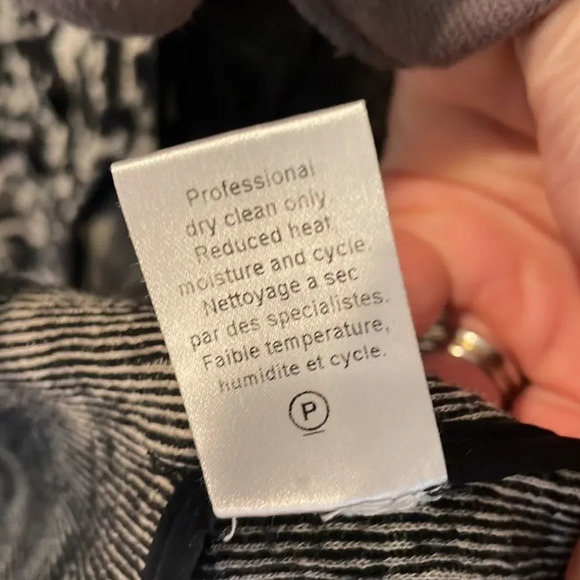 Professional
dry clean only
Reduced heat
moisture and cycle.
Nettoyage a sec
par des specialistes.
Faible temperature,
humidite et cycle.
P